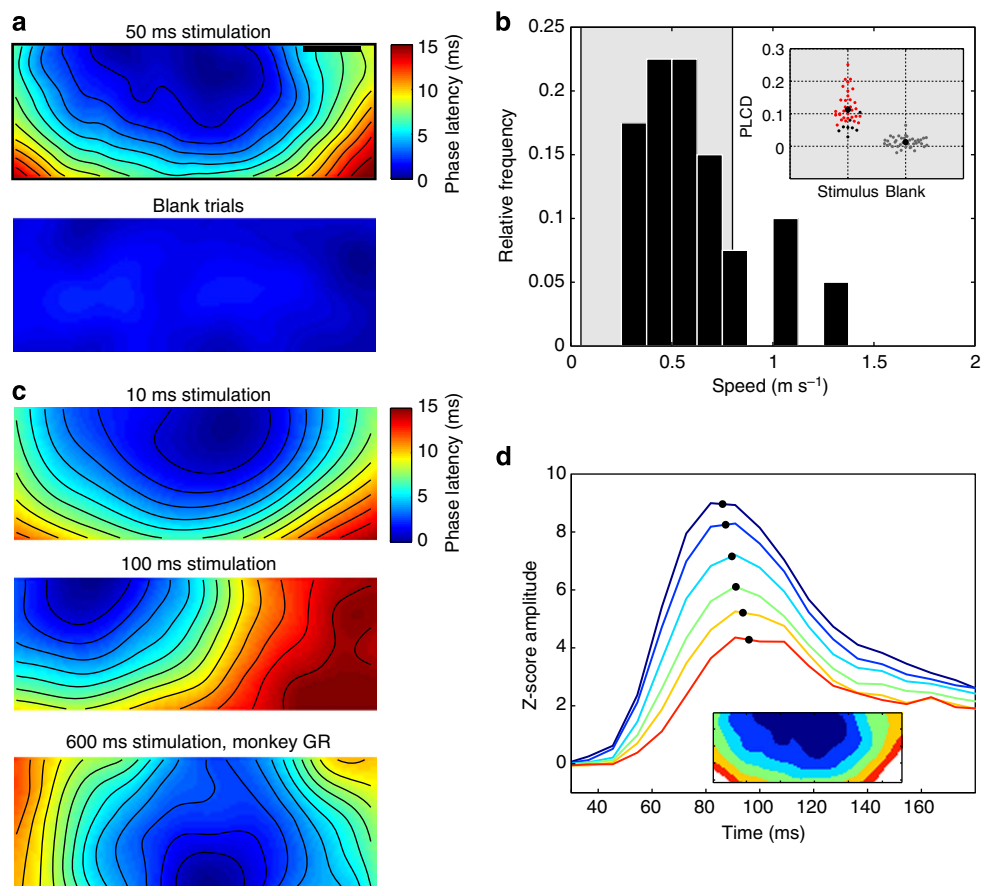 a
50 ms stimulation
15
10
5
0
Phase latency (ms)
Blank trials
b
0.25
0.2
0.15
0.1
0.05
0
Relative frequency
0 0.5 1 1.5 2
Speed (m s⁻¹)
0.3
0.2
0.1
0
PLCD
Stimulus Blank
c
10 ms stimulation
15
10
5
0
Phase latency (ms)
100 ms stimulation
600 ms stimulation, monkey GR
d
10
8
6
4
2
0
Z-score amplitude
40 60 80 100 120 140 160
Time (ms)